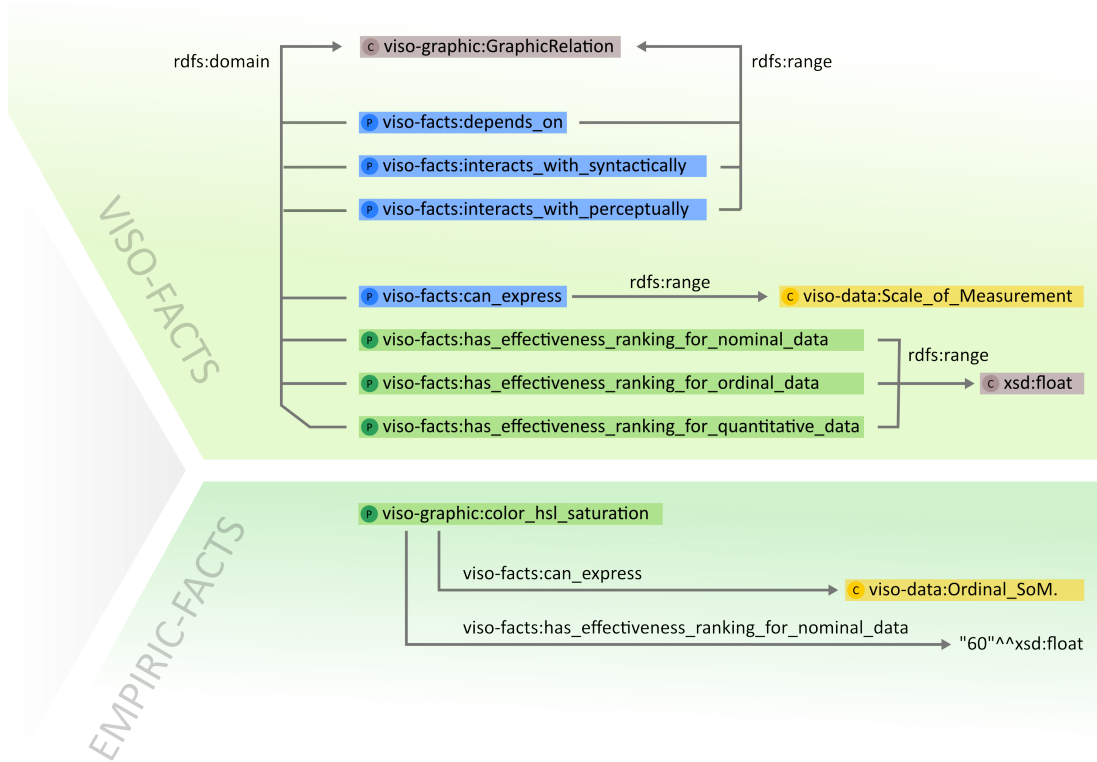 C viso-graphic:GraphicRelation
rdfs:domain
rdfs:range
P viso-facts:depends_on
P viso-facts:interacts_with_syntactically
P viso-facts:interacts_with_perceptually
VISO-FACTS
P viso-facts:can_express
rdfs:range
C viso-data:Scale_of_Measurement
P viso-facts:has_effectiveness_ranking_for_nominal_data
rdfs:range
P viso-facts:has_effectiveness_ranking_for_ordinal_data
C xsd:float
P viso-facts:has_effectiveness_ranking_for_quantitative_data
EMPIRIC-FACTS
P viso-graphic:color_hsl_saturation
viso-facts:can_express
C viso-data:Ordinal_SoM.
viso-facts:has_effectiveness_ranking_for_nominal_data
"60"^^xsd:float